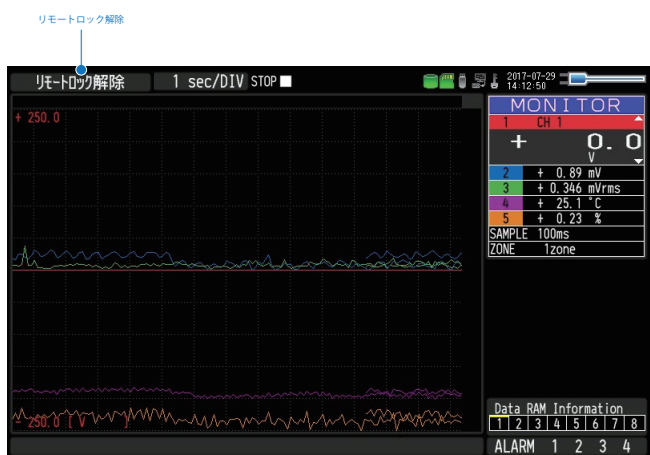 リモートロック解除
リモートロック解除 1 sec/DIV STOP 2017-07-29 14:12:50
MONITOR
+ 250.0
1 CH 1
+ 0.0
V
2 + 0.89 mV
3 + 0.346 mVrms
4 + 25.1 °C
5 + 0.23 %
SAMPLE 100ms
ZONE 1zone
- 250.0 [ V ]
Data RAM Information
1 2 3 4 5 6 7 8
ALARM 1 2 3 4